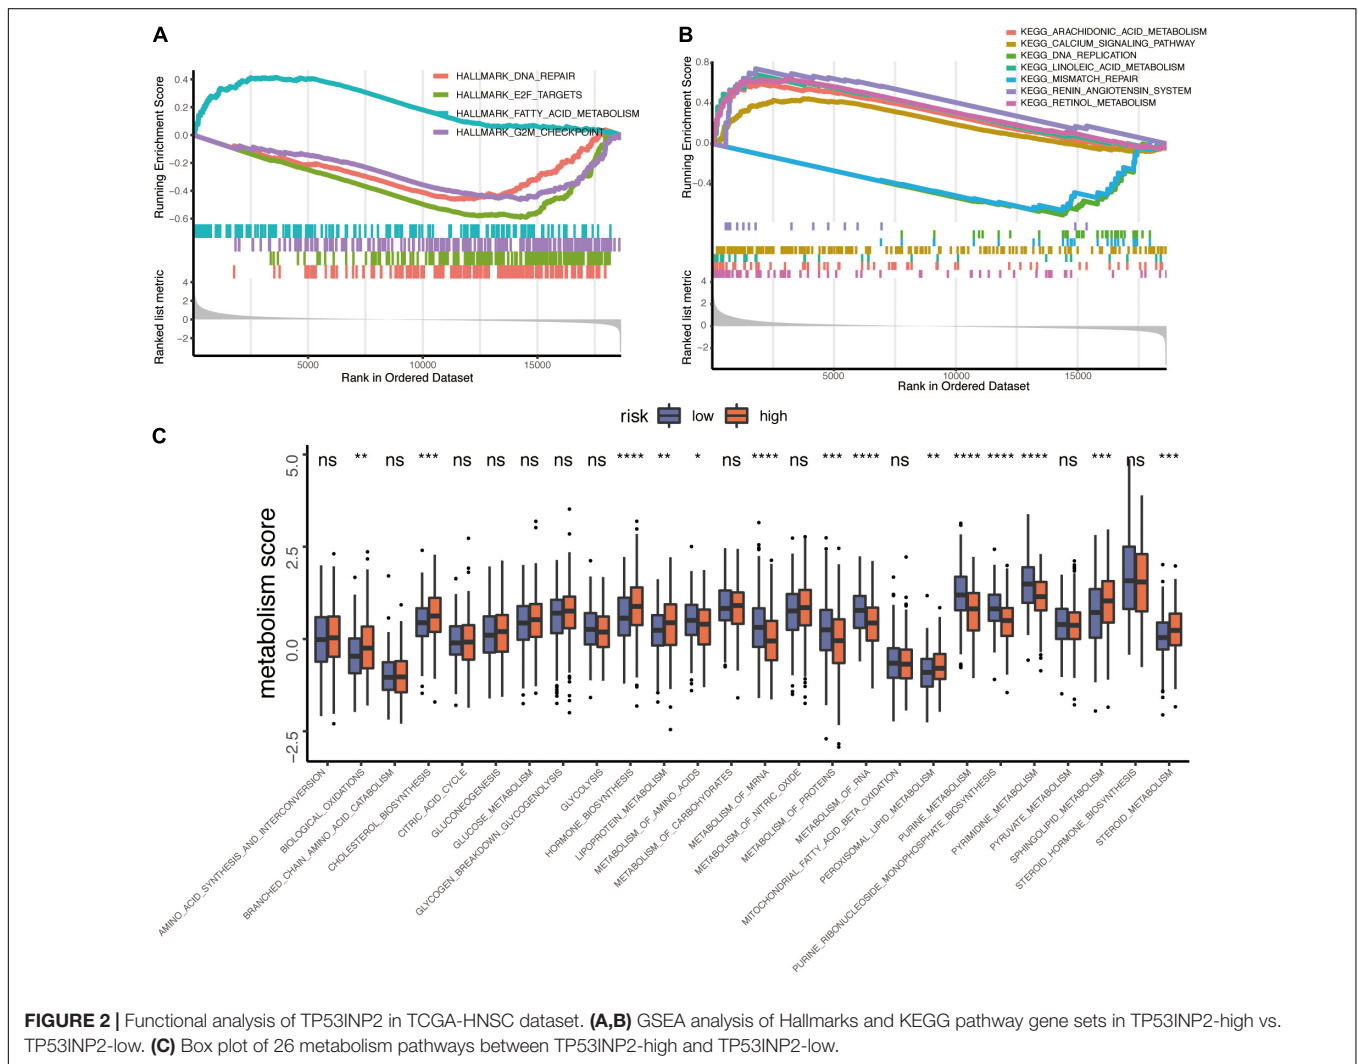 A
HALLMARK_DNA_REPAIR
HALLMARK_E2F_TARGETS
HALLMARK_FATTY_ACID_METABOLISM
HALLMARK_G2M_CHECKPOINT
Running Enrichment Score
0.4
0.2
0.0
−0.2
−0.4
−0.6
Ranked list metric
4
2
0
−2
5000 10000 15000
Rank in Ordered Dataset
B
KEGG_ARACHIDONIC_ACID_METABOLISM
KEGG_CALCIUM_SIGNALING_PATHWAY
KEGG_DNA_REPLICATION
KEGG_LINOLEIC_ACID_METABOLISM
KEGG_MISMATCH_REPAIR
KEGG_RENIN_ANGIOTENSIN_SYSTEM
KEGG_RETINOL_METABOLISM
Running Enrichment Score
0.8
0.4
0.0
−0.4
Ranked list metric
4
2
0
−2
5000 10000 15000
Rank in Ordered Dataset
risk low high
C
ns ** ns *** ns ns ns ns ns **** ** * ns **** ns *** **** ns ** **** **** **** ns *** ns ***
metabolism score
5.0
2.5
0.0
−2.5
AMINO_ACID_SYNTHESIS_AND_INTERCONVERSION
BIOLOGICAL_OXIDATIONS
BRANCHED_CHAIN_AMINO_ACID_CATABOLISM
CHOLESTEROL_BIOSYNTHESIS
CITRIC_ACID_CYCLE
GLUCONEOGENESIS
GLUCOSE_METABOLISM
GLYCOGEN_BREAKDOWN_GLYCOGENOLYSIS
GLYCOLYSIS
HORMONE_BIOSYNTHESIS
LIPOPROTEIN_METABOLISM
METABOLISM_OF_AMINO_ACIDS
METABOLISM_OF_CARBOHYDRATES
METABOLISM_OF_MRNA
METABOLISM_OF_NITRIC_OXIDE
METABOLISM_OF_PROTEINS
METABOLISM_OF_RNA
MITOCHONDRIAL_FATTY_ACID_BETA_OXIDATION
PEROXISOMAL_LIPID_METABOLISM
PURINE_METABOLISM
PURINE_RIBONUCLEOSIDE_MONOPHOSPHATE_BIOSYNTHESIS
PYRIMIDINE_METABOLISM
PYRUVATE_METABOLISM
SPHINGOLIPID_METABOLISM
STEROID_HORMONE_BIOSYNTHESIS
STEROID_METABOLISM
FIGURE 2 | Functional analysis of TP53INP2 in TCGA-HNSC dataset. (A,B) GSEA analysis of Hallmarks and KEGG pathway gene sets in TP53INP2-high vs.
TP53INP2-low. (C) Box plot of 26 metabolism pathways between TP53INP2-high and TP53INP2-low.